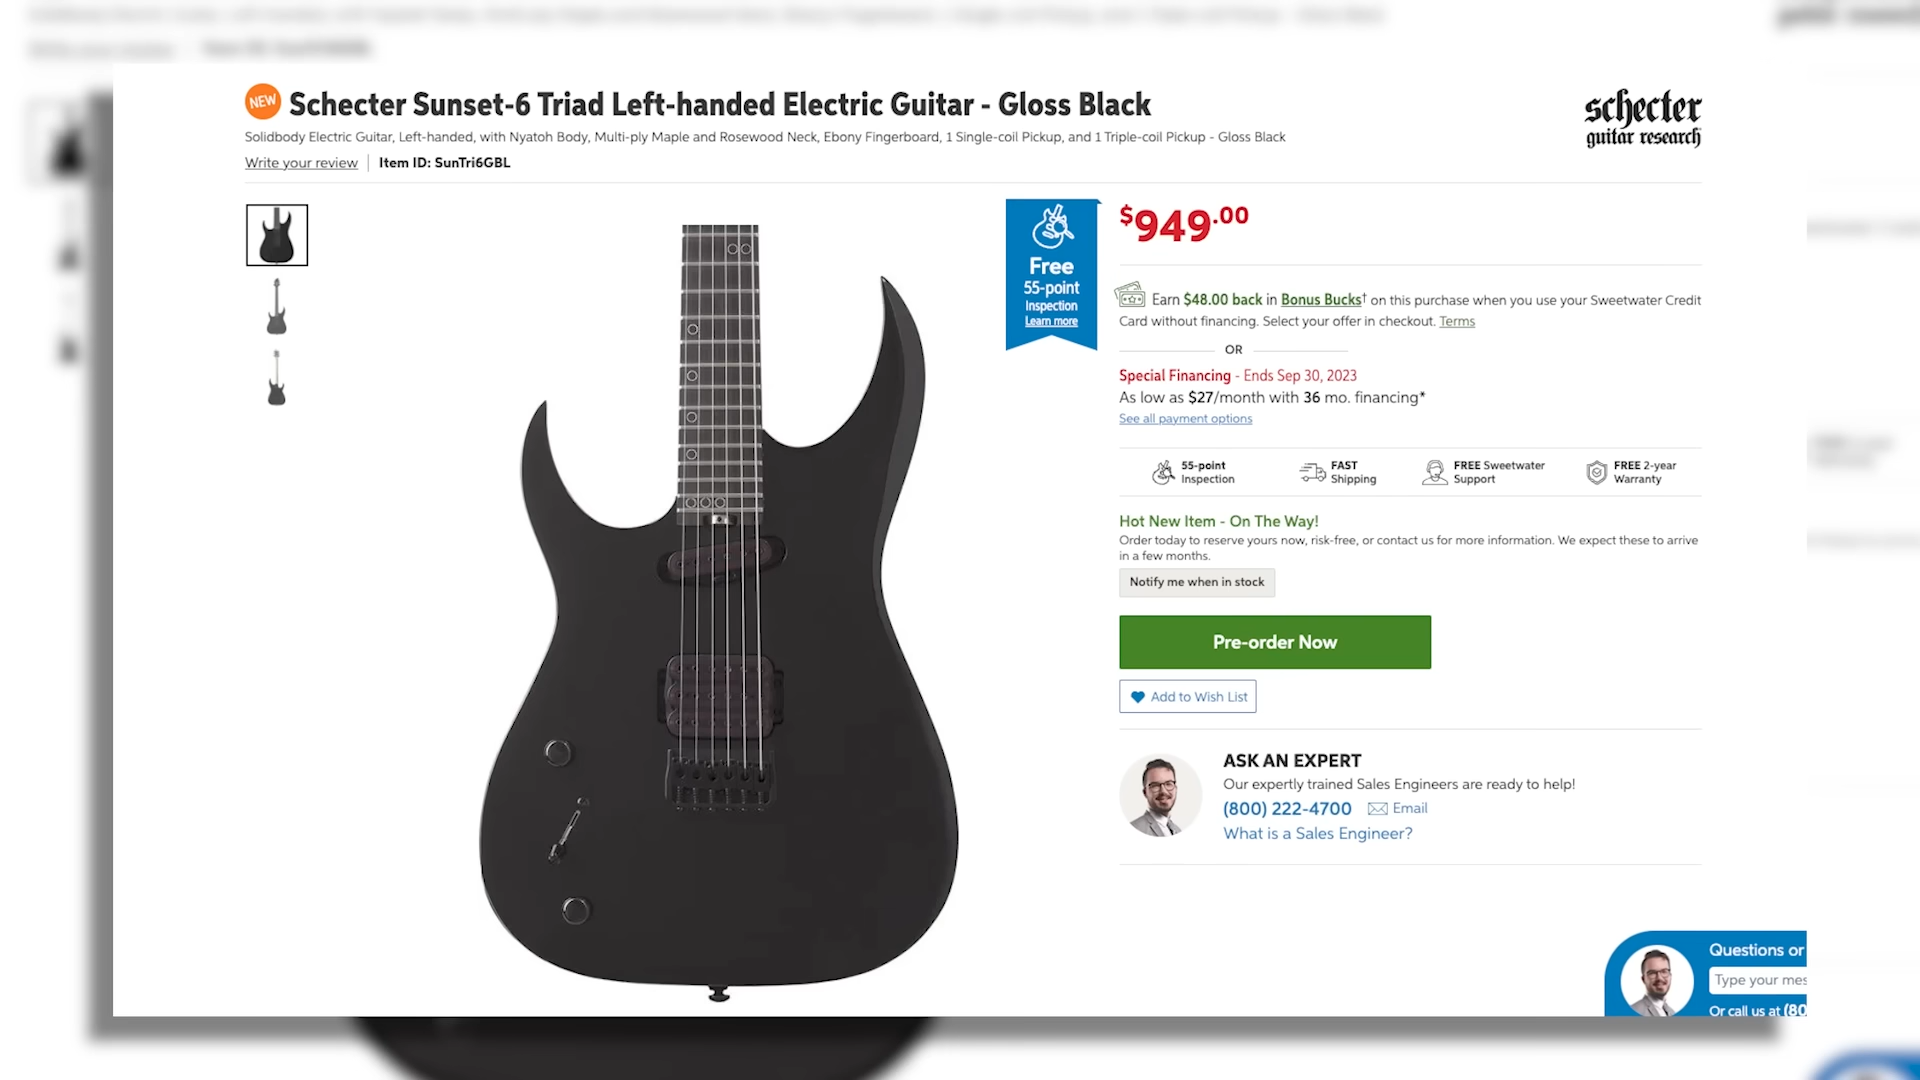 NEW Schecter Sunset-6 Triad Left-handed Electric Guitar - Gloss Black
Solidbody Electric Guitar, Left-handed, with Nyatoh Body, Multi-ply Maple and Rosewood Neck, Ebony Fingerboard, 1 Single-coil Pickup, and 1 Triple-coil Pickup - Gloss Black
Write your review | Item ID: SunTri6GBL
schecter
guitar research
Free
55-point
Inspection
Learn more
$949.00
Earn $48.00 back in Bonus Bucks† on this purchase when you use your Sweetwater Credit
Card without financing. Select your offer in checkout. Terms
OR
Special Financing - Ends Sep 30, 2023
As low as $27/month with 36 mo. financing*
See all payment options
55-point
Inspection
FAST
Shipping
FREE Sweetwater
Support
FREE 2-year
Warranty
Hot New Item - On The Way!
Order today to reserve yours now, risk-free, or contact us for more information. We expect these to arrive
in a few months.
Notify me when in stock
Pre-order Now
Add to Wish List
ASK AN EXPERT
Our expertly trained Sales Engineers are ready to help!
(800) 222-4700 Email
What is a Sales Engineer?
Questions or
Type your mes
Or call us at (80